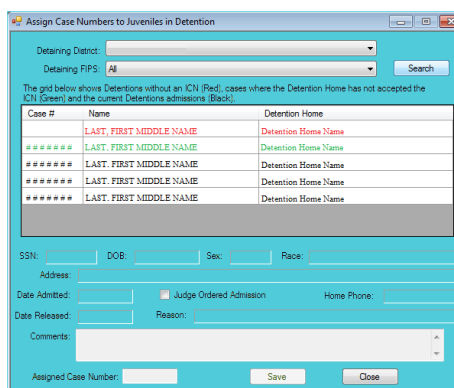 Assign Case Numbers to Juveniles in Detention
Detaining District:
Detaining FIPS: All Search
The grid below shows Detentions without an ICN (Red), cases where the Detention Home has not accepted the
ICN (Green) and the current Detentions admissions (Black).
Case # Name Detention Home
LAST, FIRST MIDDLE NAME Detention Home Name
####### LAST, FIRST MIDDLE NAME Detention Home Name
####### LAST. FIRST MIDDLE NAME Detention Home Name
####### LAST. FIRST MIDDLE NAME Detention Home Name
####### LAST. FIRST MIDDLE NAME Detention Home Name
SSN: DOB: Sex: Race:
Address:
Date Admitted: Judge Ordered Admission Home Phone:
Date Released: Reason:
Comments:
Assigned Case Number: Save Close